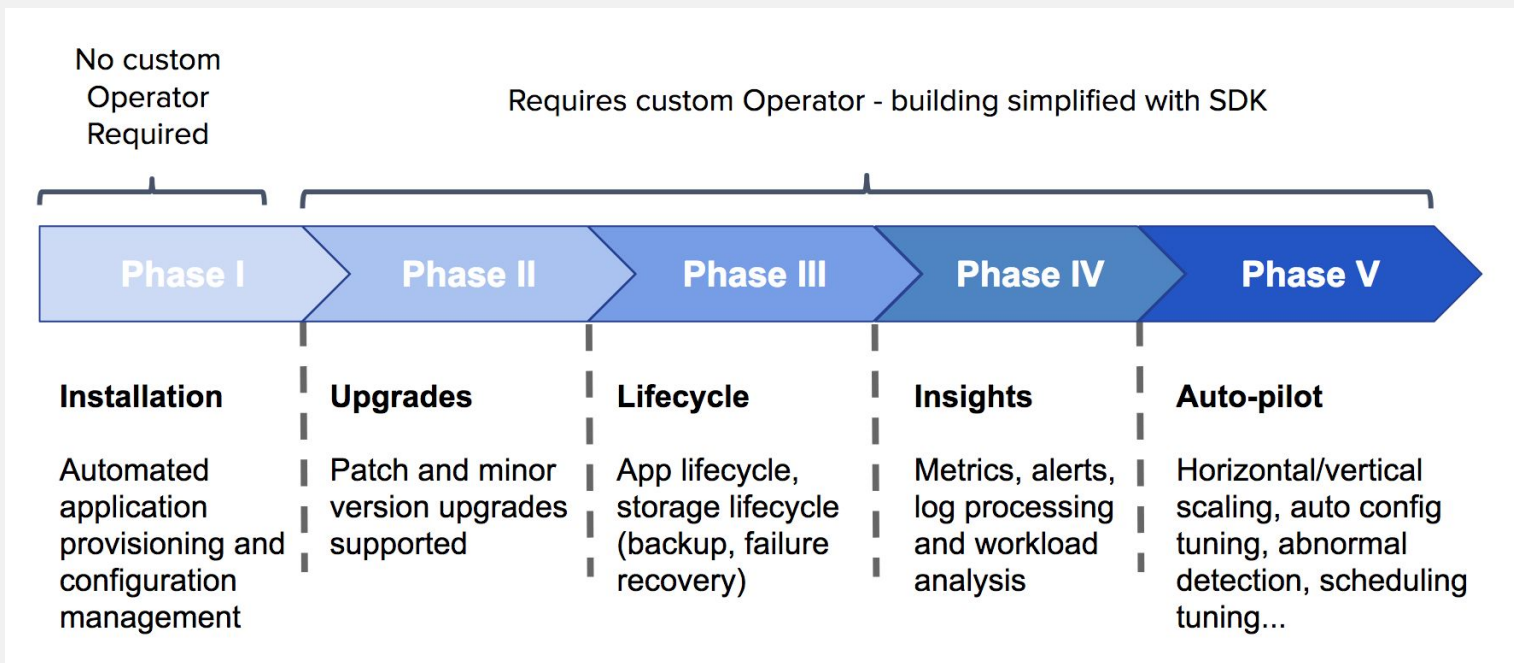 No custom
Operator
Required
Requires custom Operator - building simplified with SDK
Phase I
Phase II
Phase III
Phase IV
Phase V
Installation
Automated
application
provisioning and
configuration
management
Upgrades
Patch and minor
version upgrades
supported
Lifecycle
App lifecycle,
storage lifecycle
(backup, failure
recovery)
Insights
Metrics, alerts,
log processing
and workload
analysis
Auto-pilot
Horizontal/vertical
scaling, auto config
tuning, abnormal
detection, scheduling
tuning...